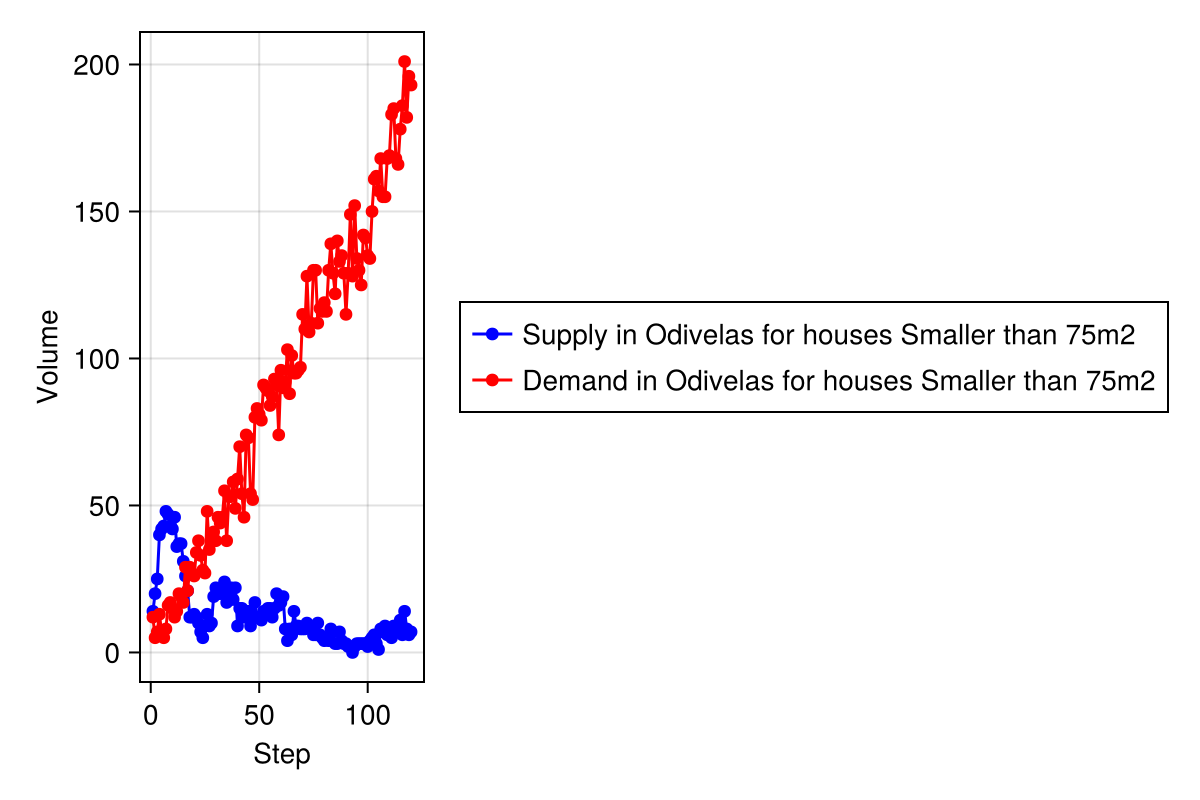 200
150
100
50
0
Volume
0 50 100
Step
Supply in Odivelas for houses Smaller than 75m2
Demand in Odivelas for houses Smaller than 75m2